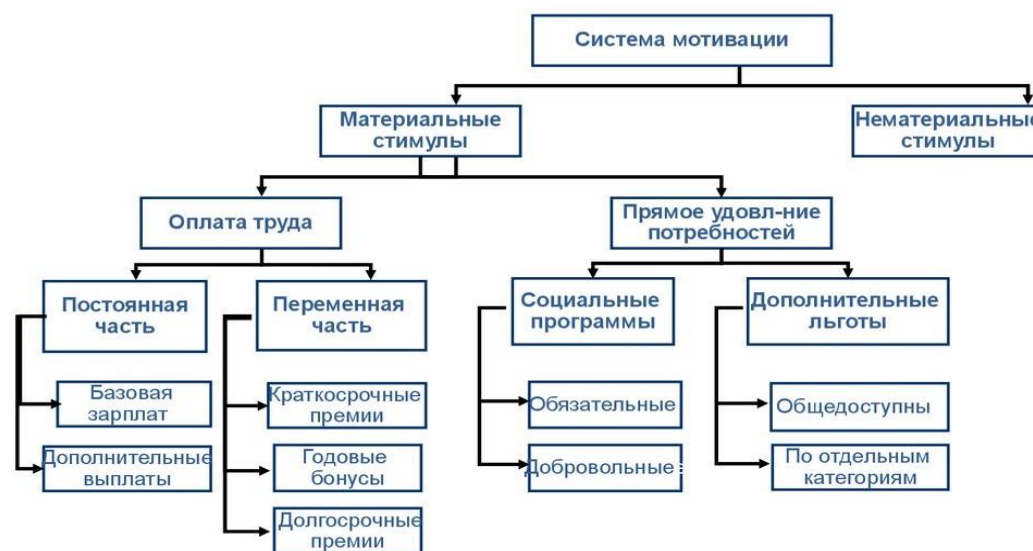 Система мотивации
Материальные
стимулы
Нематериальные
стимулы
Оплата труда
Прямое удовл-ние
потребностей
Постоянная
часть
Переменная
часть
Социальные
программы
Дополнительные
льготы
Базовая
зарплат
Дополнительные
выплаты
Краткосрочные
премии
Годовые
бонусы
Долгосрочные
премии
Обязательные
Добровольные
Общедоступны
По отдельным
категориям